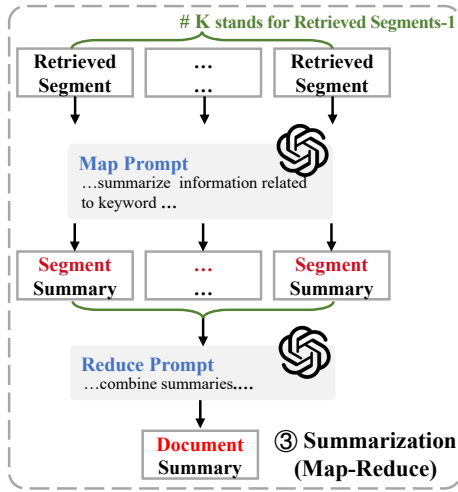 # K stands for Retrieved Segments-1
Retrieved
Segment
...
...
Retrieved
Segment
Map Prompt
…summarize information related
to keyword …
Segment
Summary
...
...
Segment
Summary
Reduce Prompt
…combine summaries….
Document
Summary
③ Summarization
(Map-Reduce)